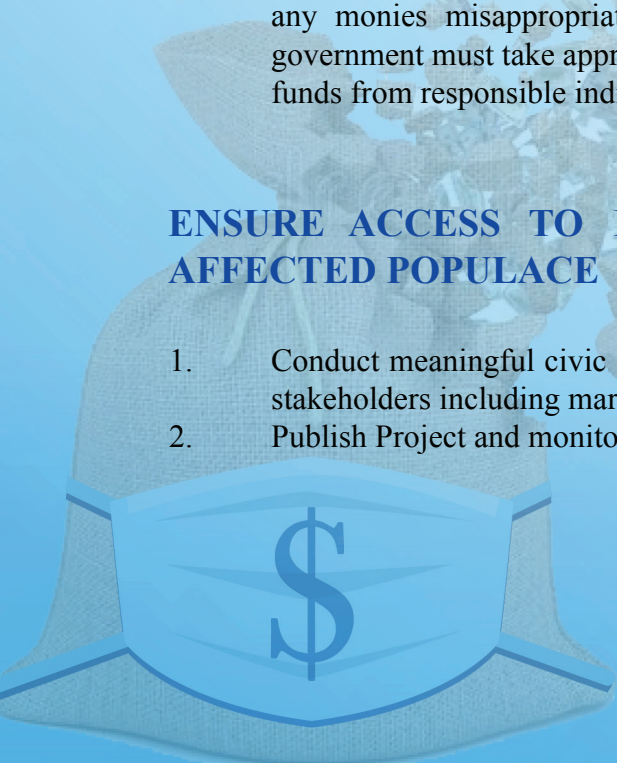 any monies misappropriat
government must take appr
funds from responsible ind
ENSURE ACCESS TO
AFFECTED POPULACE
1. Conduct meaningful civic
stakeholders including mar
2. Publish Project and monito
$